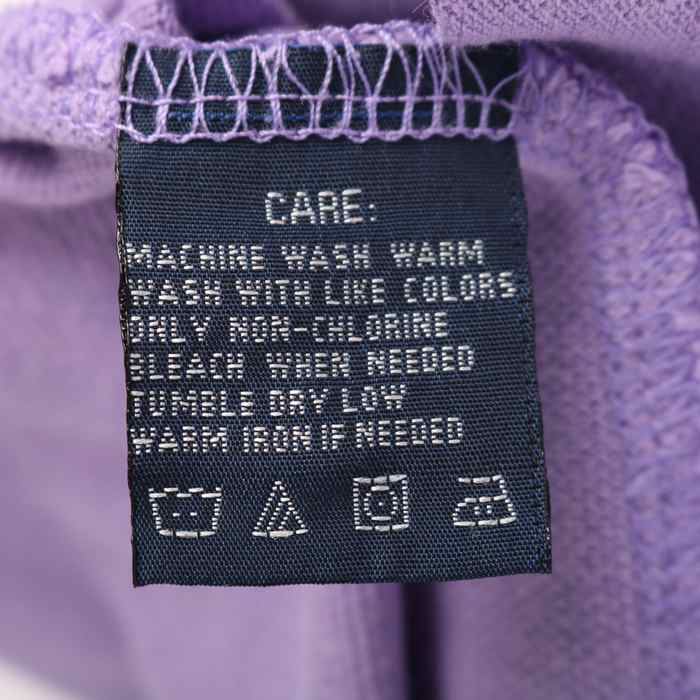 CARE:
MACHINE WASH WARM
WASH WITH LIKE COLORS
ONLY NON-CHLORINE
BLEACH WHEN NEEDED
TUMBLE DRY LOW
WARM IRON IF NEEDED